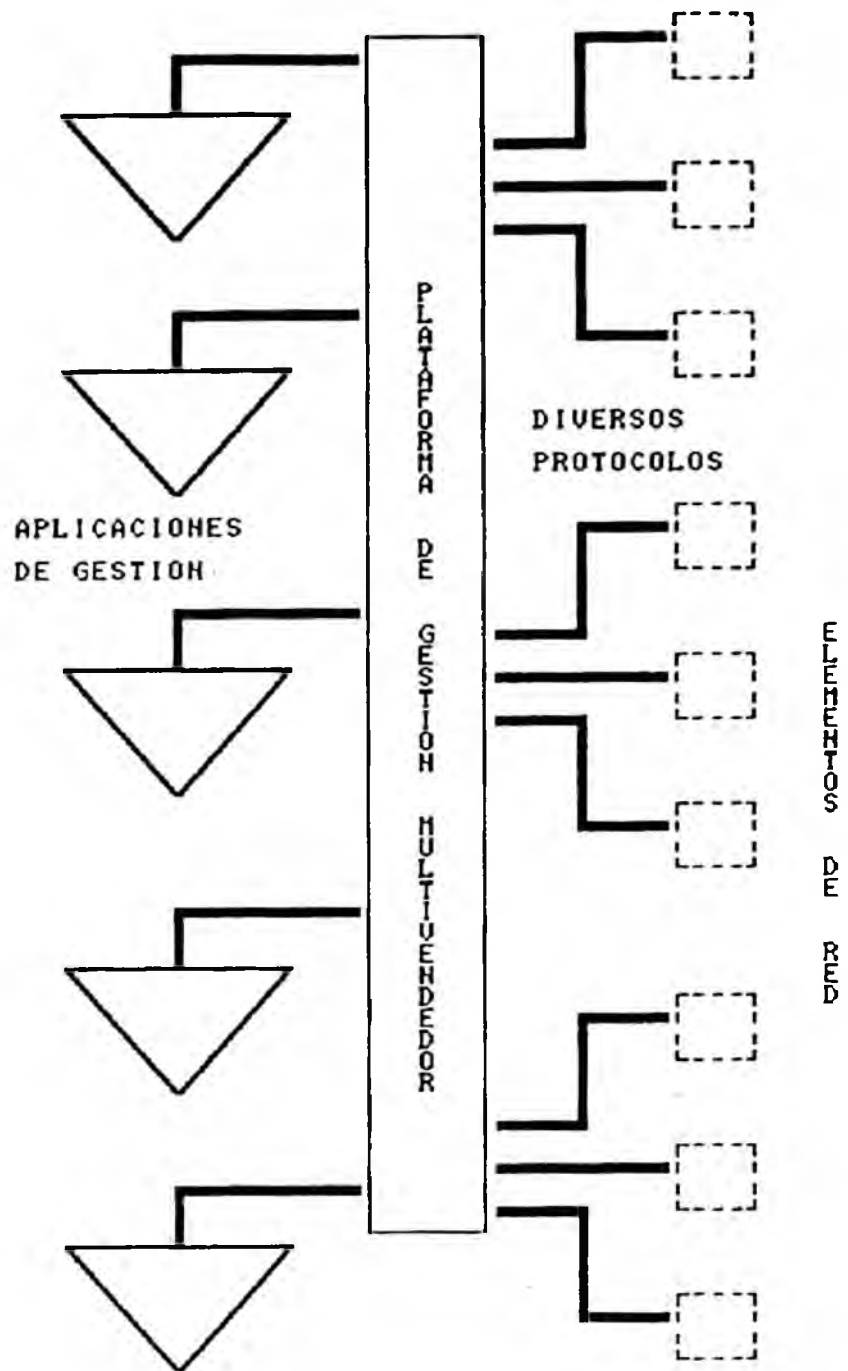 PLATAFORMA DE GESTION MULTIVENDEDOR
DIVERSOS
PROTOCOLOS
APLICACIONES
DE GESTION
ELEMENTOS DE RED